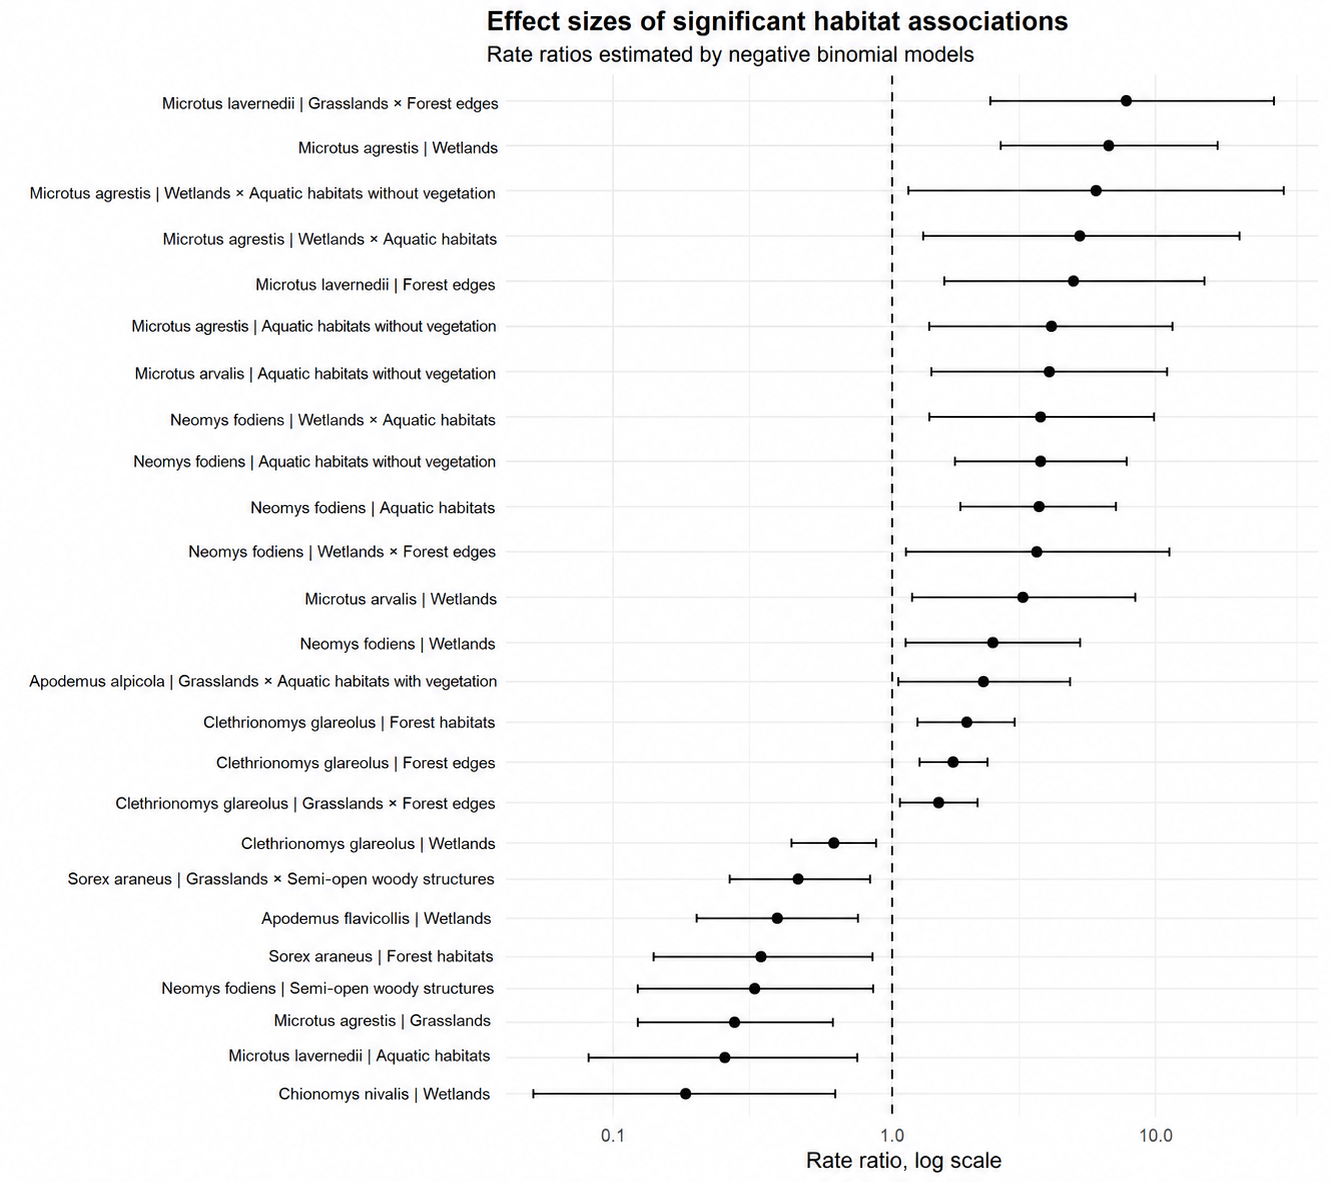 Effect sizes of significant habitat associations
Rate ratios estimated by negative binomial models
Microtus lavernedii | Grasslands × Forest edges
Microtus agrestis | Wetlands
Microtus agrestis | Wetlands × Aquatic habitats without vegetation
Microtus agrestis | Wetlands × Aquatic habitats
Microtus lavernedii | Forest edges
Microtus agrestis | Aquatic habitats without vegetation
Microtus arvalis | Aquatic habitats without vegetation
Neomys fodiens | Wetlands × Aquatic habitats
Neomys fodiens | Aquatic habitats without vegetation
Neomys fodiens | Aquatic habitats
Neomys fodiens | Wetlands × Forest edges
Microtus arvalis | Wetlands
Neomys fodiens | Wetlands
Apodemus alpicola | Grasslands × Aquatic habitats with vegetation
Clethrionomys glareolus | Forest habitats
Clethrionomys glareolus | Forest edges
Clethrionomys glareolus | Grasslands × Forest edges
Clethrionomys glareolus | Wetlands
Sorex araneus | Grasslands × Semi-open woody structures
Apodemus flavicollis | Wetlands
Sorex araneus | Forest habitats
Neomys fodiens | Semi-open woody structures
Microtus agrestis | Grasslands
Microtus lavernedii | Aquatic habitats
Chionomys nivalis | Wetlands
0.1 1.0 10.0
Rate ratio, log scale